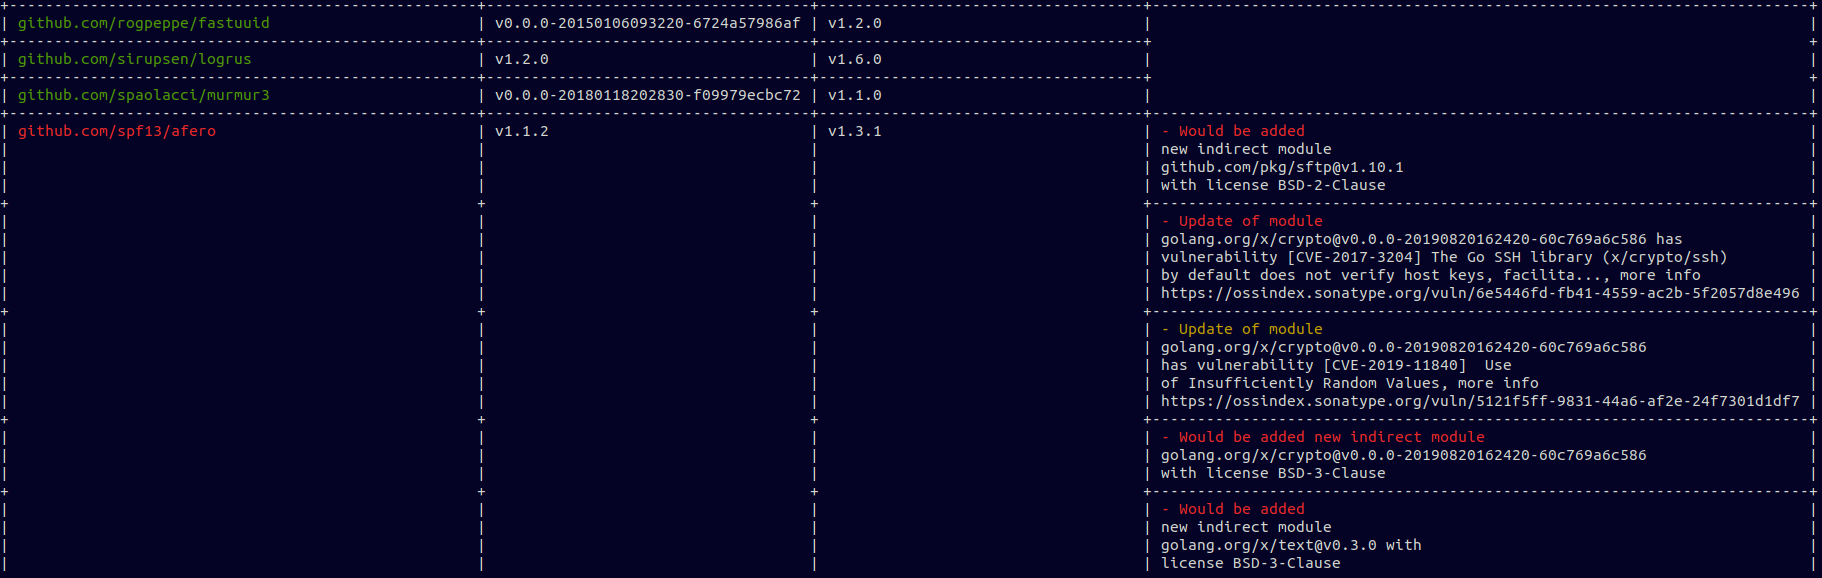 github.com/rogpeppe/fastuuid | v0.0.0-20150106093220-6724a57986af | v1.2.0
github.com/sirupsen/logrus | v1.2.0 | v1.6.0
github.com/spaolacci/murmur3 | v0.0.0-20180118202830-f09979ecbc72 | v1.1.0
github.com/spf13/afero | v1.1.2 | v1.3.1 | - Would be added
new indirect module
github.com/pkg/sftp@v1.10.1
with license BSD-2-Clause
- Update of module
golang.org/x/crypto@v0.0.0-20190820162420-60c769a6c586 has
vulnerability [CVE-2017-3204] The Go SSH library (x/crypto/ssh)
by default does not verify host keys, facilita..., more info
https://ossindex.sonatype.org/vuln/6e5446fd-fb41-4559-ac2b-5f2057d8e496
- Update of module
golang.org/x/crypto@v0.0.0-20190820162420-60c769a6c586
has vulnerability [CVE-2019-11840]  Use
of Insufficiently Random Values, more info
https://ossindex.sonatype.org/vuln/5121f5ff-9831-44a6-af2e-24f7301d1df7
- Would be added new indirect module
golang.org/x/crypto@v0.0.0-20190820162420-60c769a6c586
with license BSD-3-Clause
- Would be added
new indirect module
golang.org/x/text@v0.3.0 with
license BSD-3-Clause